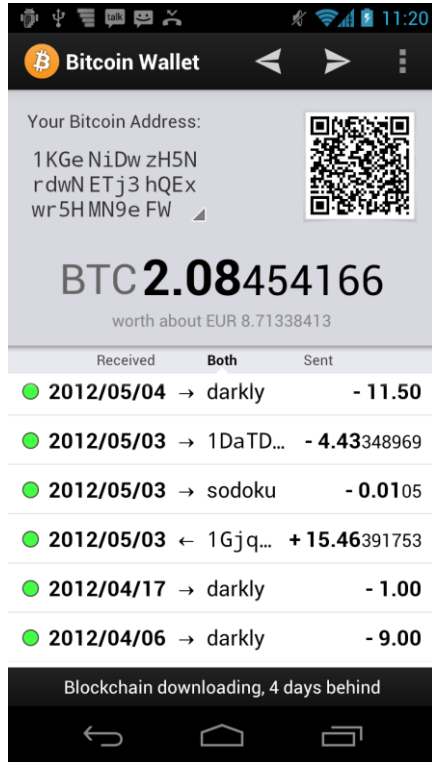 talk 11:20
Bitcoin Wallet
Your Bitcoin Address:
1KGe NiDw zH5N
rdwN ETj3 hQEx
wr5H MN9e FW
BTC 2.08454166
worth about EUR 8.71338413
Received Both Sent
2012/05/04 → darkly - 11.50
2012/05/03 → 1DaTD… - 4.43348969
2012/05/03 → sodoku - 0.0105
2012/05/03 ← 1Gjq… + 15.46391753
2012/04/17 → darkly - 1.00
2012/04/06 → darkly - 9.00
Blockchain downloading, 4 days behind